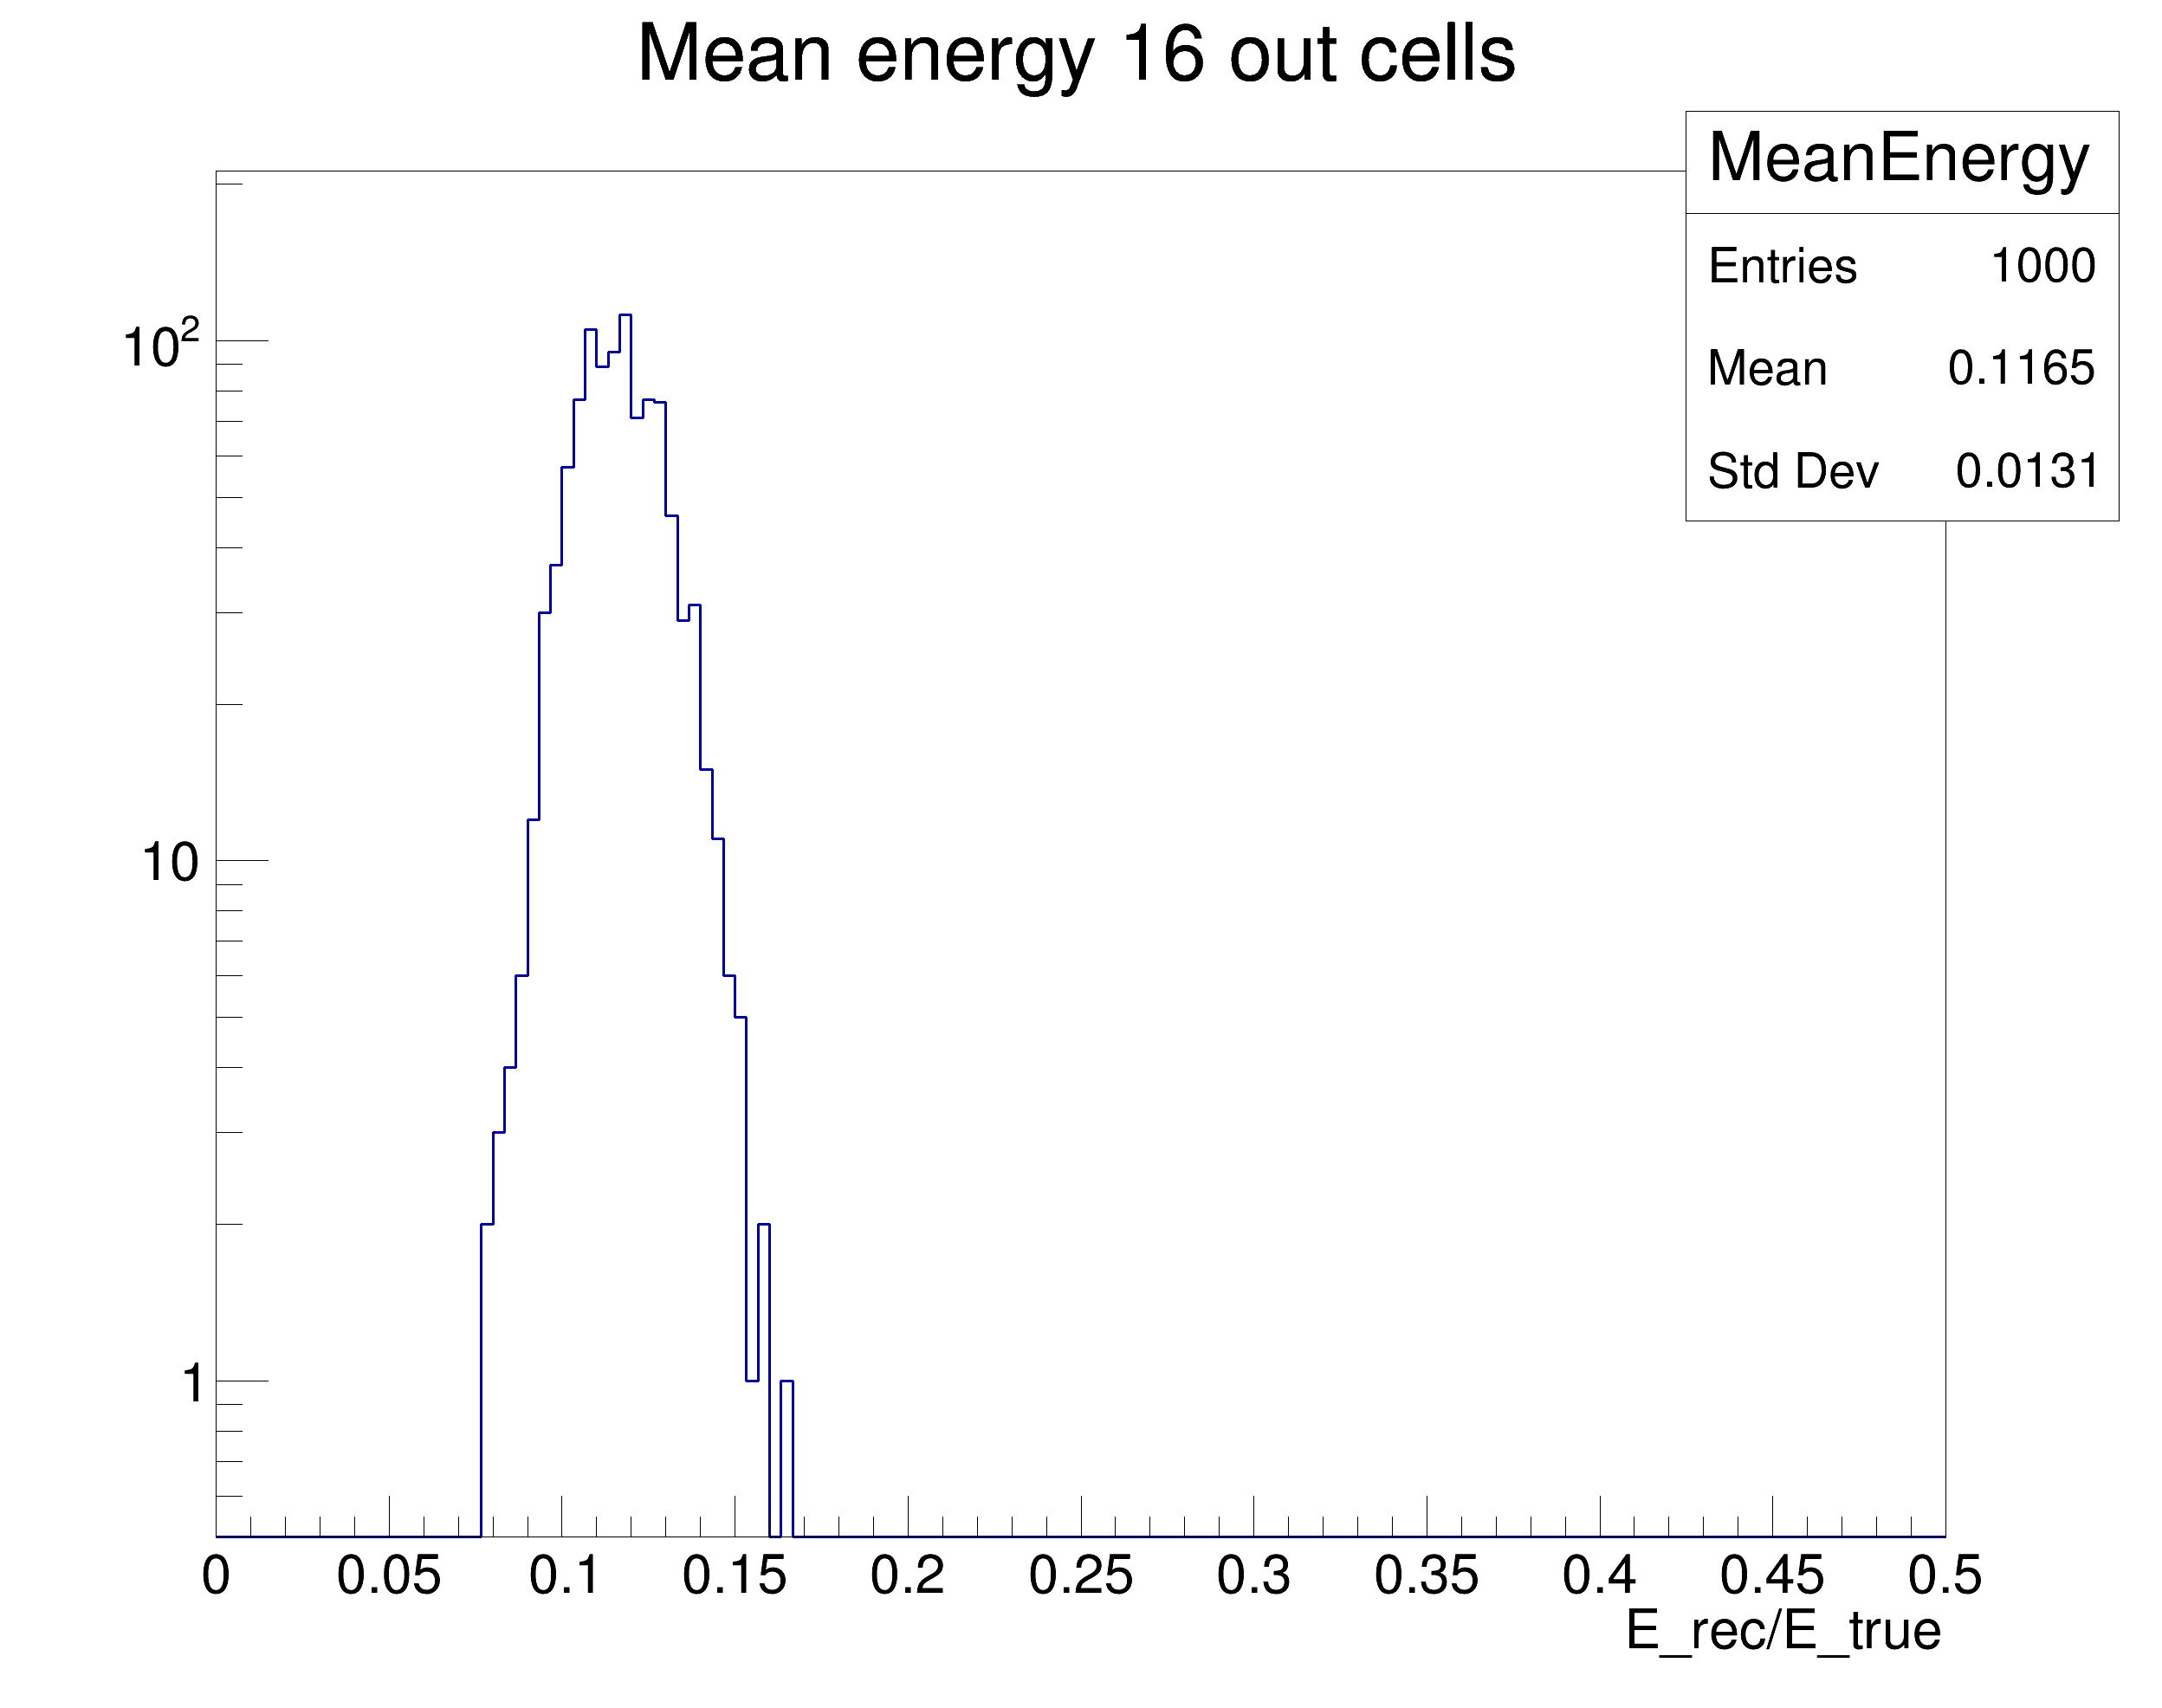 Mean energy 16 out cells
MeanEnergy
Entries 1000
Mean 0.1165
Std Dev 0.0131
10²
10
1
0 0.05 0.1 0.15 0.2 0.25 0.3 0.35 0.4 0.45 0.5
E_rec/E_true